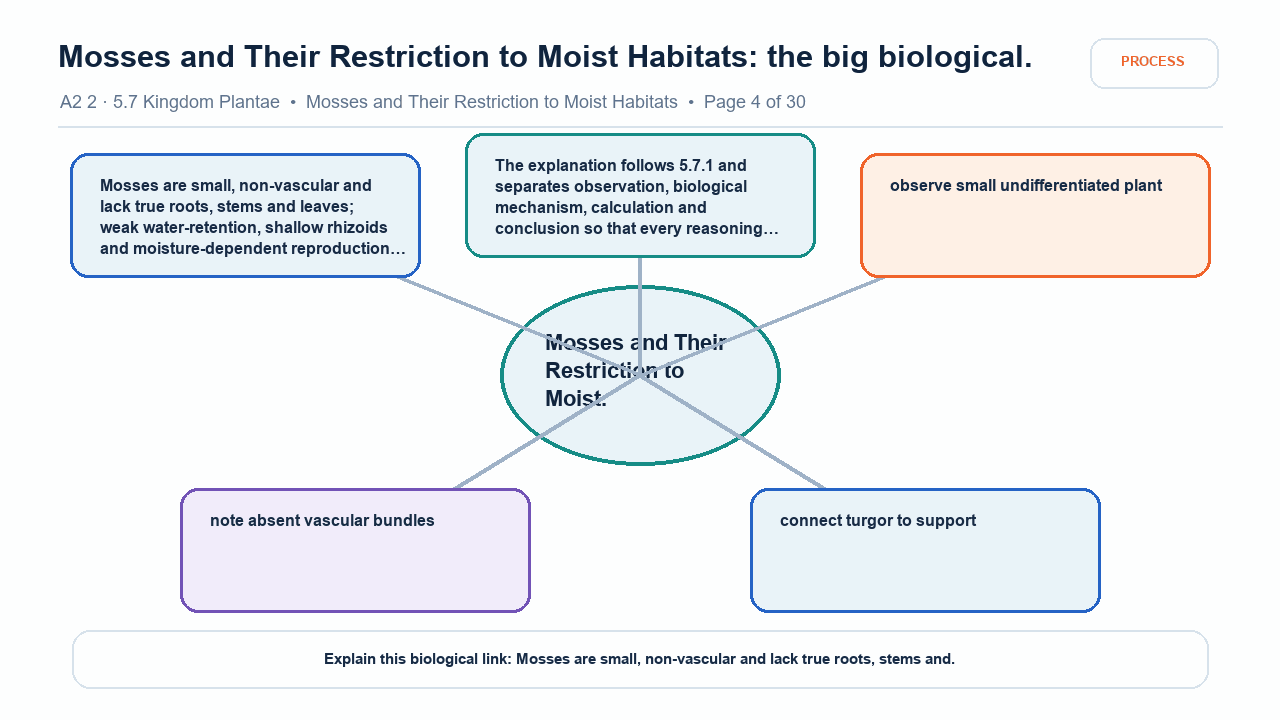 Mosses and Their Restriction to Moist Habitats: the big biological.
PROCESS
A2 2 · 5.7 Kingdom Plantae • Mosses and Their Restriction to Moist Habitats • Page 4 of 30
Mosses are small, non-vascular and
lack true roots, stems and leaves;
weak water-retention, shallow rhizoids
and moisture-dependent reproduction…
The explanation follows 5.7.1 and
separates observation, biological
mechanism, calculation and
conclusion so that every reasoning…
observe small undifferentiated plant
Mosses and Their
Restriction to
Moist.
note absent vascular bundles
connect turgor to support
Explain this biological link: Mosses are small, non-vascular and lack true roots, stems and.